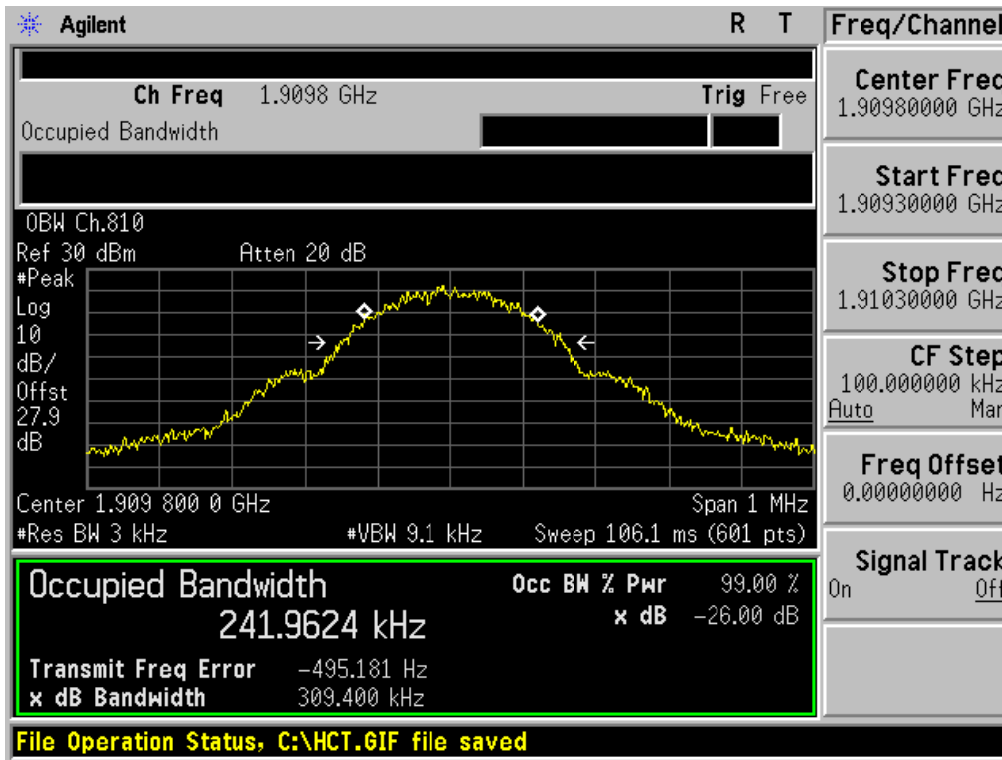 Agilent
R T
Freq/Channel
Ch Freq 1.9098 GHz
Trig Free
Occupied Bandwidth
Center Freq
1.90980000 GHz
Start Freq
1.90930000 GHz
Stop Freq
1.91030000 GHz
CF Step
100.000000 kHz
Auto Man
Freq Offset
0.00000000 Hz
Signal Track
On Off
OBW Ch.810
Ref 30 dBm Atten 20 dB
#Peak
Log
10
dB/
Offst
27.9
dB
Center 1.909 800 0 GHz Span 1 MHz
#Res BW 3 kHz #VBW 9.1 kHz Sweep 106.1 ms (601 pts)
Occupied Bandwidth
241.9624 kHz
Occ BW % Pwr 99.00 %
x dB -26.00 dB
Transmit Freq Error -495.181 Hz
x dB Bandwidth 309.400 kHz
File Operation Status, C:\HCT.GIF file saved